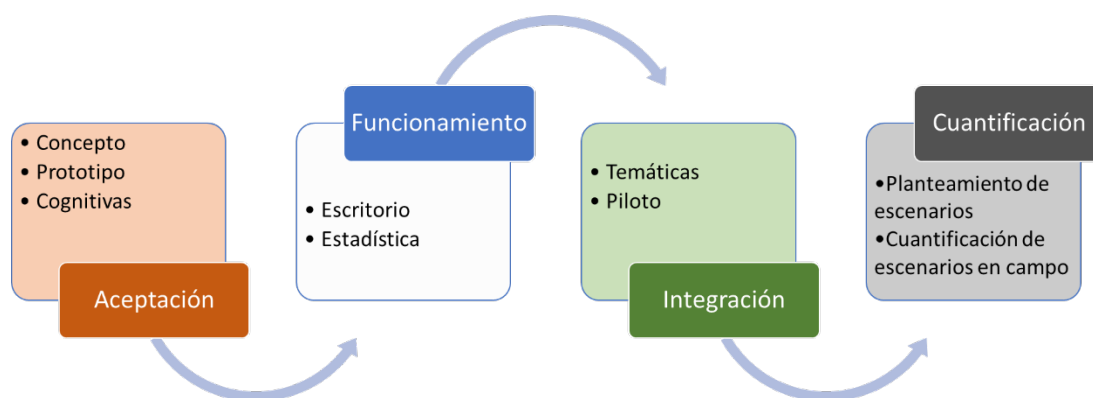 • Concepto
• Prototipo
• Cognitivas
Aceptación
Funcionamiento
• Escritorio
• Estadística
• Temáticas
• Piloto
Integración
Cuantificación
•Planteamiento de
escenarios
•Cuantificación de
escenarios en campo